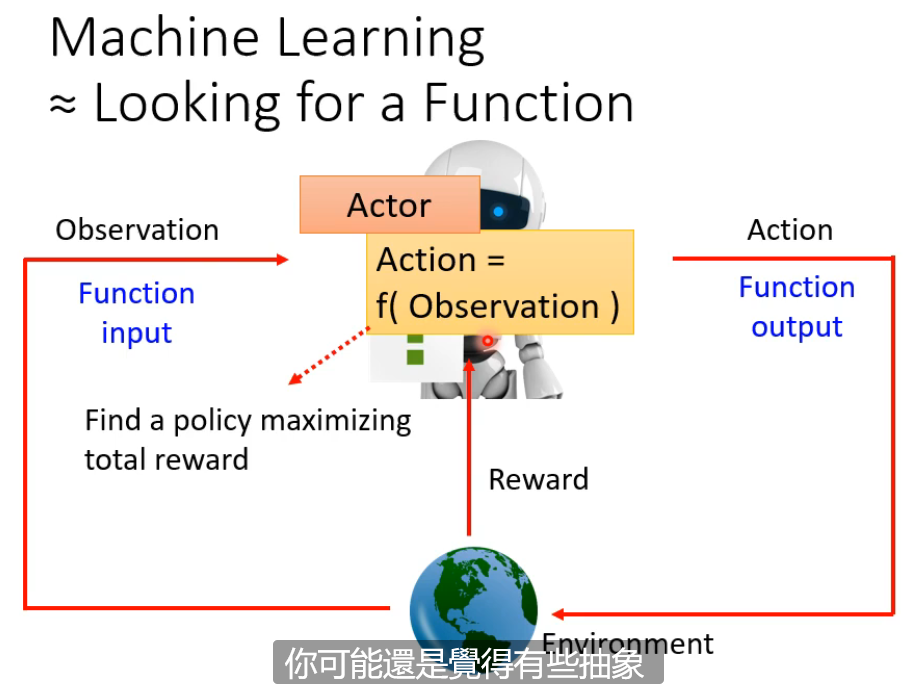 Machine Learning
≈ Looking for a Function
Actor
Observation
Action
Action =
f( Observation )
Function
input
Function
output
Find a policy maximizing
total reward
Reward
Environment
你可能還是覺得有些抽象